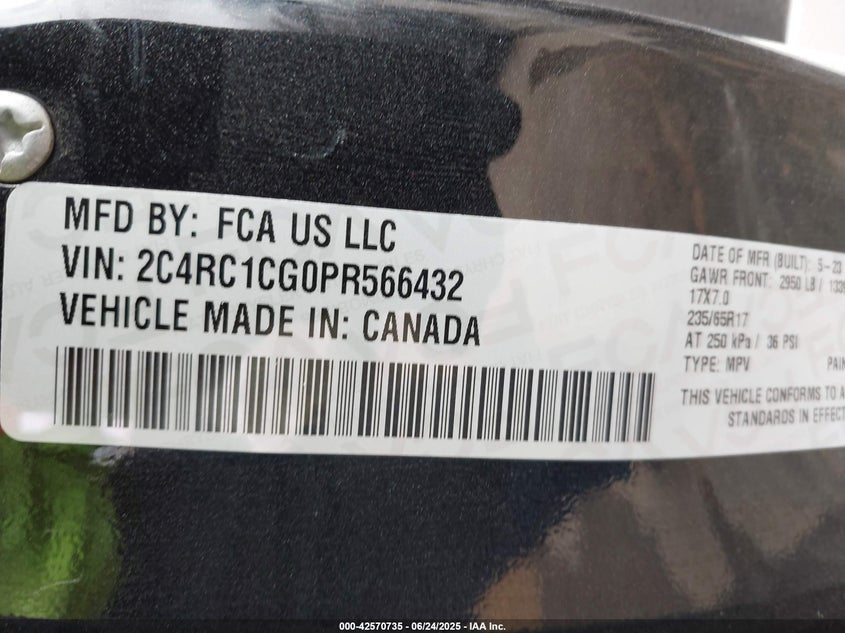 MFD BY: FCA US LLC
VIN: 2C4RC1CG0PR566432
VEHICLE MADE IN: CANADA
DATE OF MFR (BUILT): 5-23
GAWR FRONT: 2950 LB / 1339
17X7.0
235/65R17
AT 250 kPa / 36 PSI
TYPE: MPV PAIN
THIS VEHICLE CONFORMS TO A
STANDARDS IN EFFECT
000-42570735 - 06/24/2025 - IAA Inc.